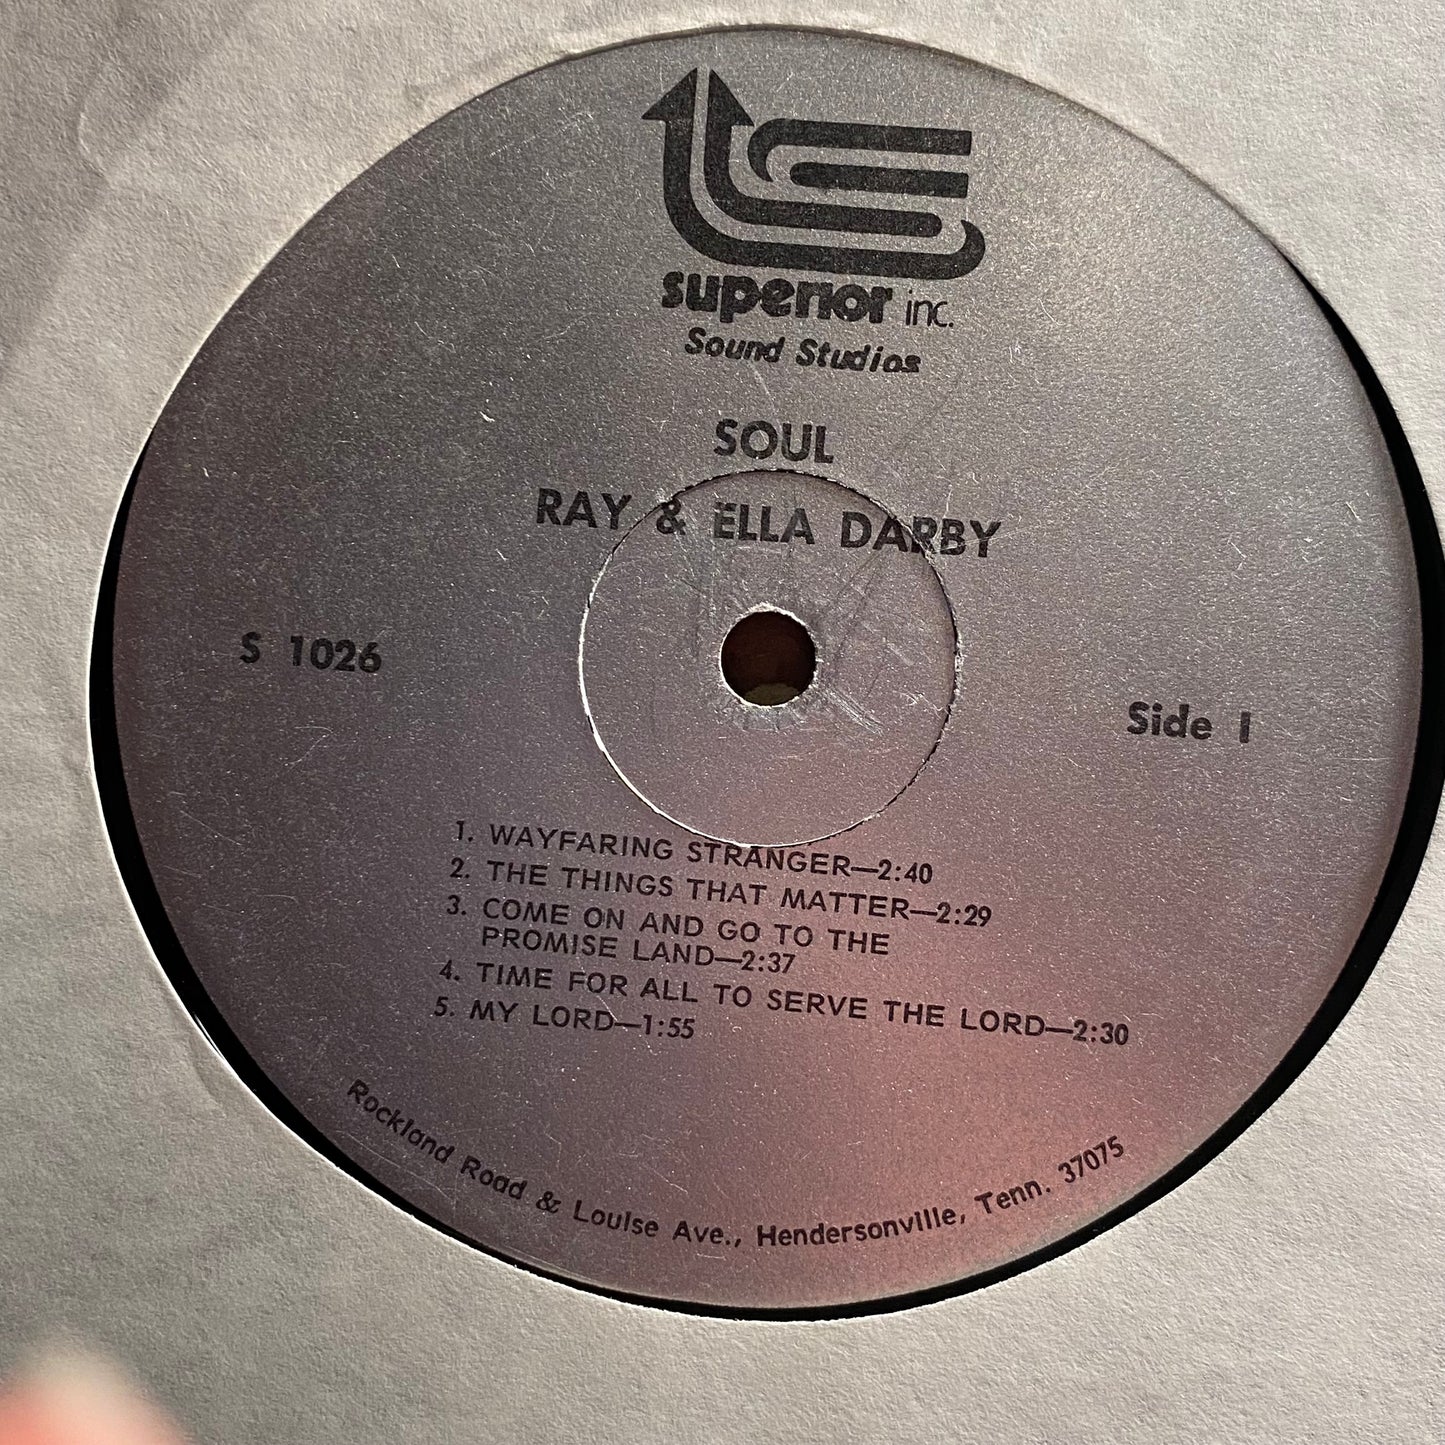 superior inc.
Sound Studios
SOUL
RAY & ELLA DARBY
S 1026
Side 1
1. WAYFARING STRANGER—2:40
2. THE THINGS THAT MATTER—2:29
3. COME ON AND GO TO THE
PROMISE LAND—2:37
4. TIME FOR ALL TO SERVE THE LORD—2:30
5. MY LORD—1:55
Rockland Road & Louise Ave., Hendersonville, Tenn. 37075